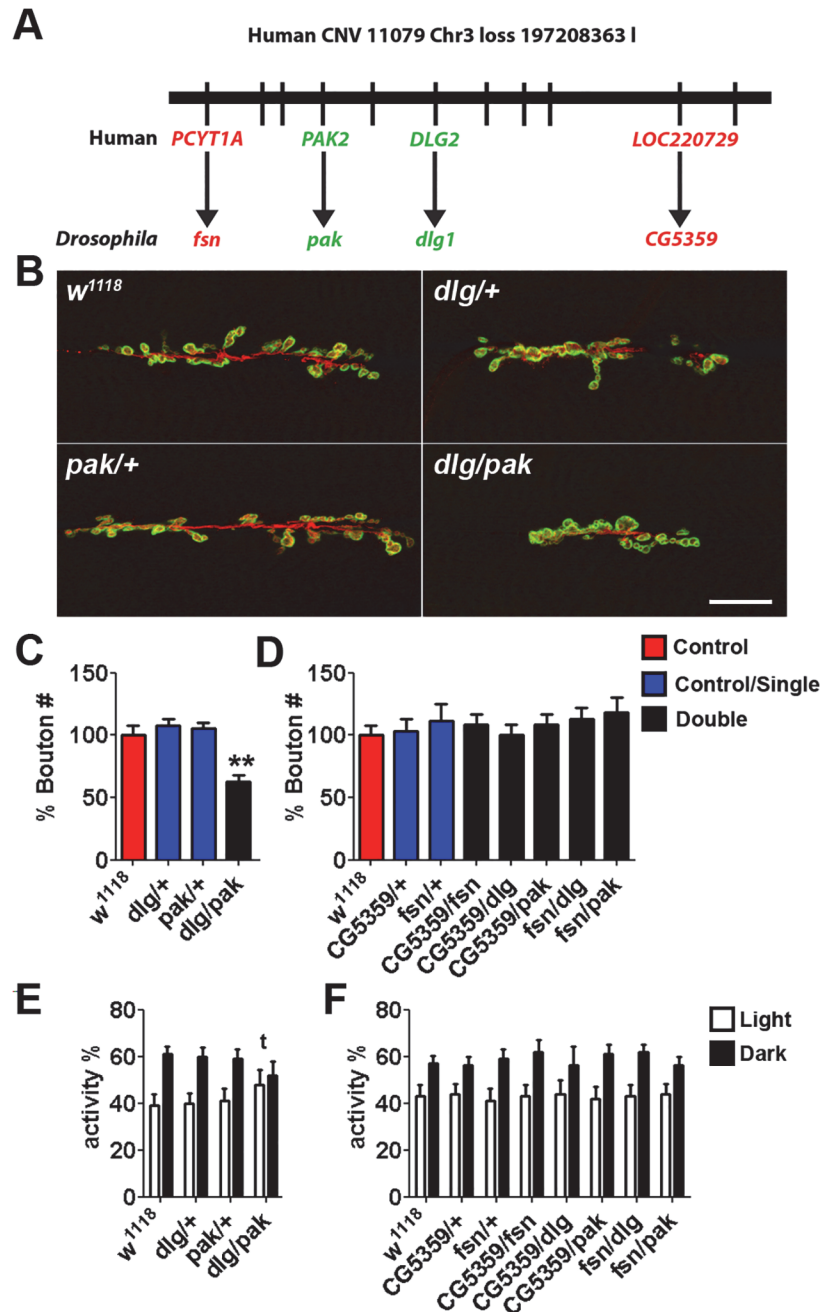 A
Human CNV 11079 Chr3 loss 197208363 l
Human PCYT1A PAK2 DLG2 LOC220729
Drosophila fsn pak dlg1 CG5359
B
w1118
dlg/+
pak/+
dlg/pak
C
% Bouton #
150
100
50
0
**
w1118
dlg/+
pak/+
dlg/pak
D
% Bouton #
150
100
50
0
w1118
CG5359/+
fsn/+
CG5359/fsn
CG5359/dlg
CG5359/pak
fsn/dlg
fsn/pak
Control
Control/Single
Double
E
activity %
80
60
40
20
0
t
w1118
dlg/+
pak/+
dlg/pak
F
activity %
80
60
40
20
0
w1118
CG5359/+
fsn/+
CG5359/fsn
CG5359/dlg
CG5359/pak
fsn/dlg
fsn/pak
Light
Dark